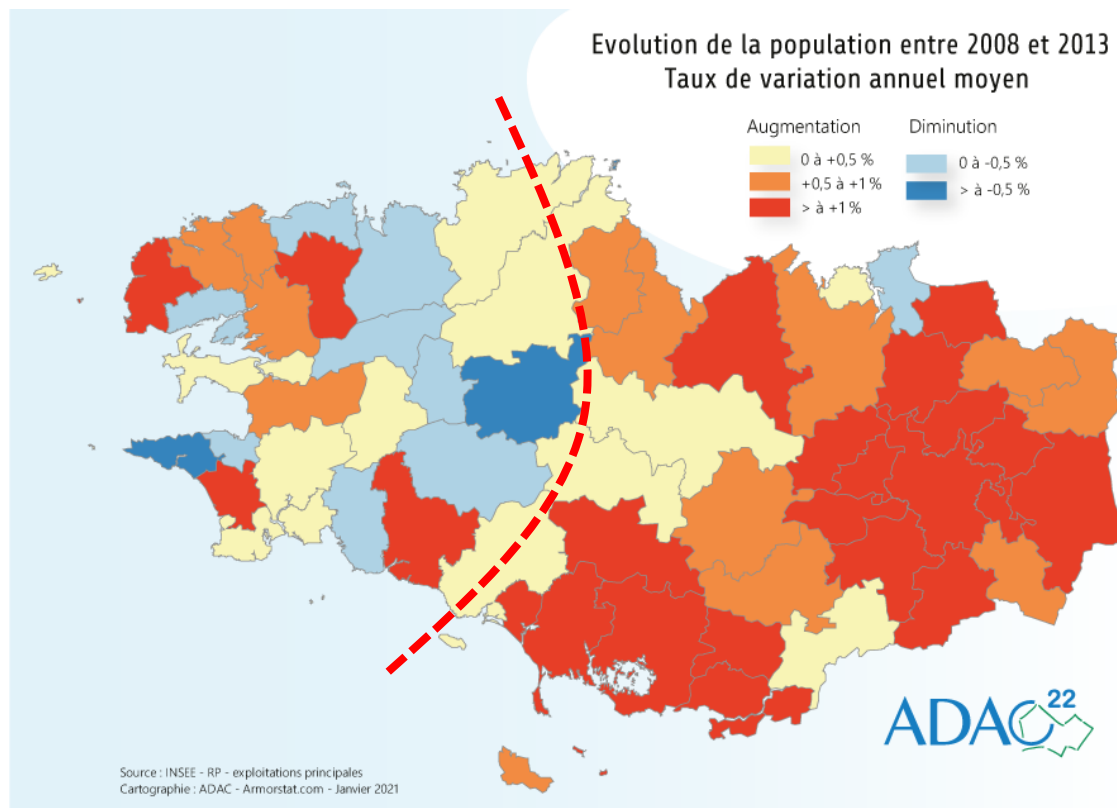 Evolution de la population entre 2008 et 2013
Taux de variation annuel moyen
Augmentation
0 à +0,5 %
+0,5 à +1 %
> à +1 %
Diminution
0 à -0,5 %
> à -0,5 %
ADAC 22
Source : INSEE - RP - exploitations principales
Cartographie : ADAC - Armorstat.com - Janvier 2021